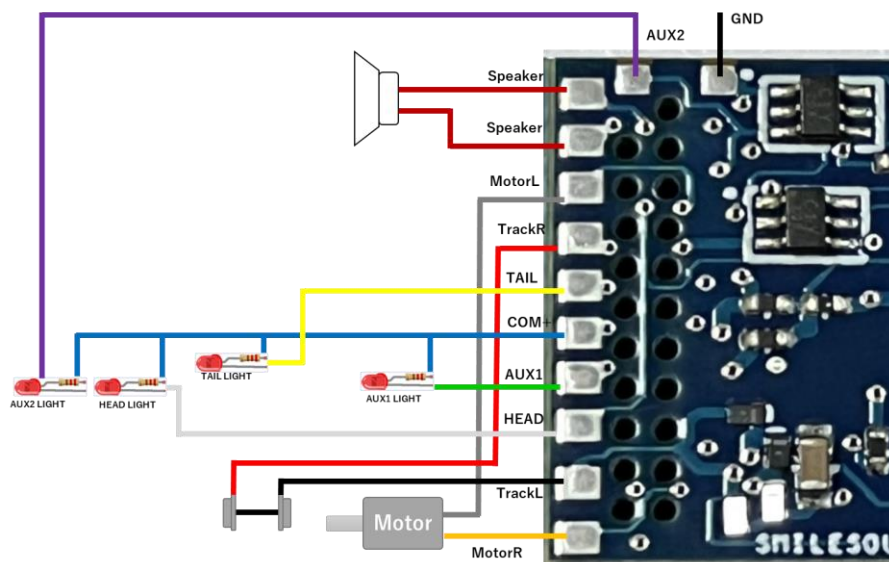 AUX2
GND
Speaker
Speaker
MotorL
TrackR
TAIL
COM+
AUX1
HEAD
TrackL
MotorR
AUX2 LIGHT
HEAD LIGHT
TAIL LIGHT
AUX1 LIGHT
Motor
SMILESOU